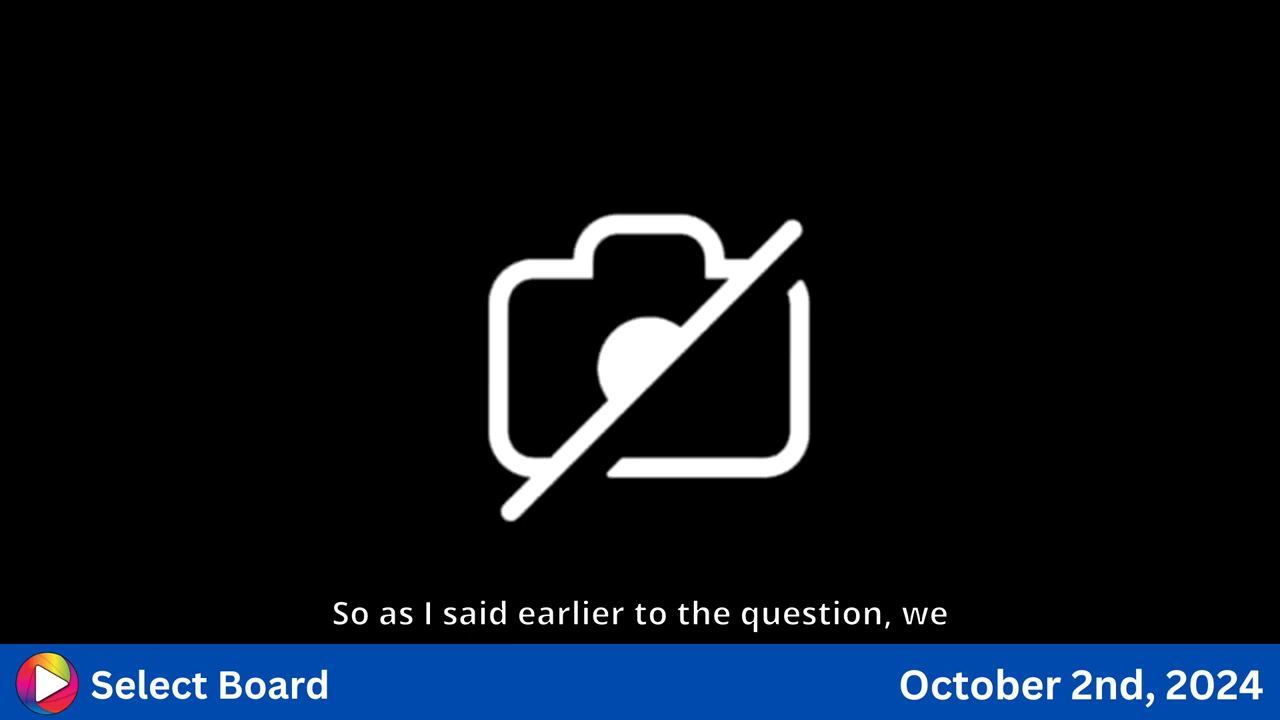 So as I said earlier to the question, we
Select Board
October 2nd, 2024